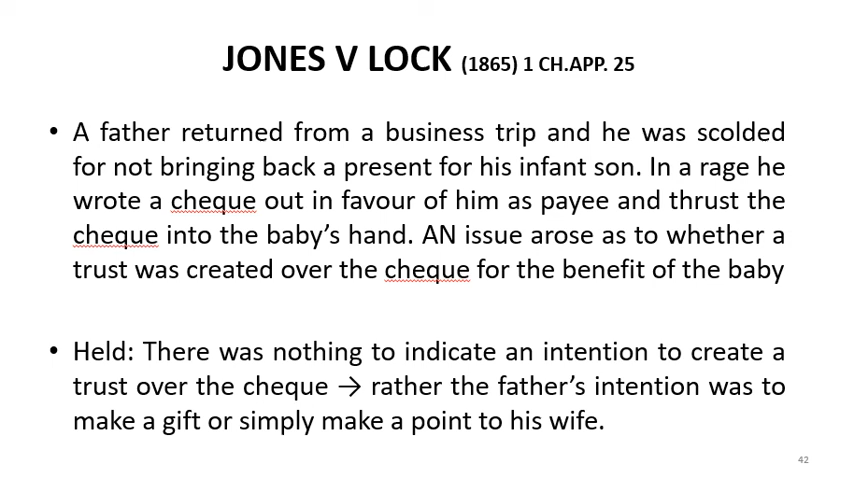 JONES V LOCK (1865) 1 CH.APP. 25
• A father returned from a business trip and he was scolded
for not bringing back a present for his infant son. In a rage he
wrote a cheque out in favour of him as payee and thrust the
cheque into the baby’s hand. AN issue arose as to whether a
trust was created over the cheque for the benefit of the baby
• Held: There was nothing to indicate an intention to create a
trust over the cheque → rather the father’s intention was to
make a gift or simply make a point to his wife.
42